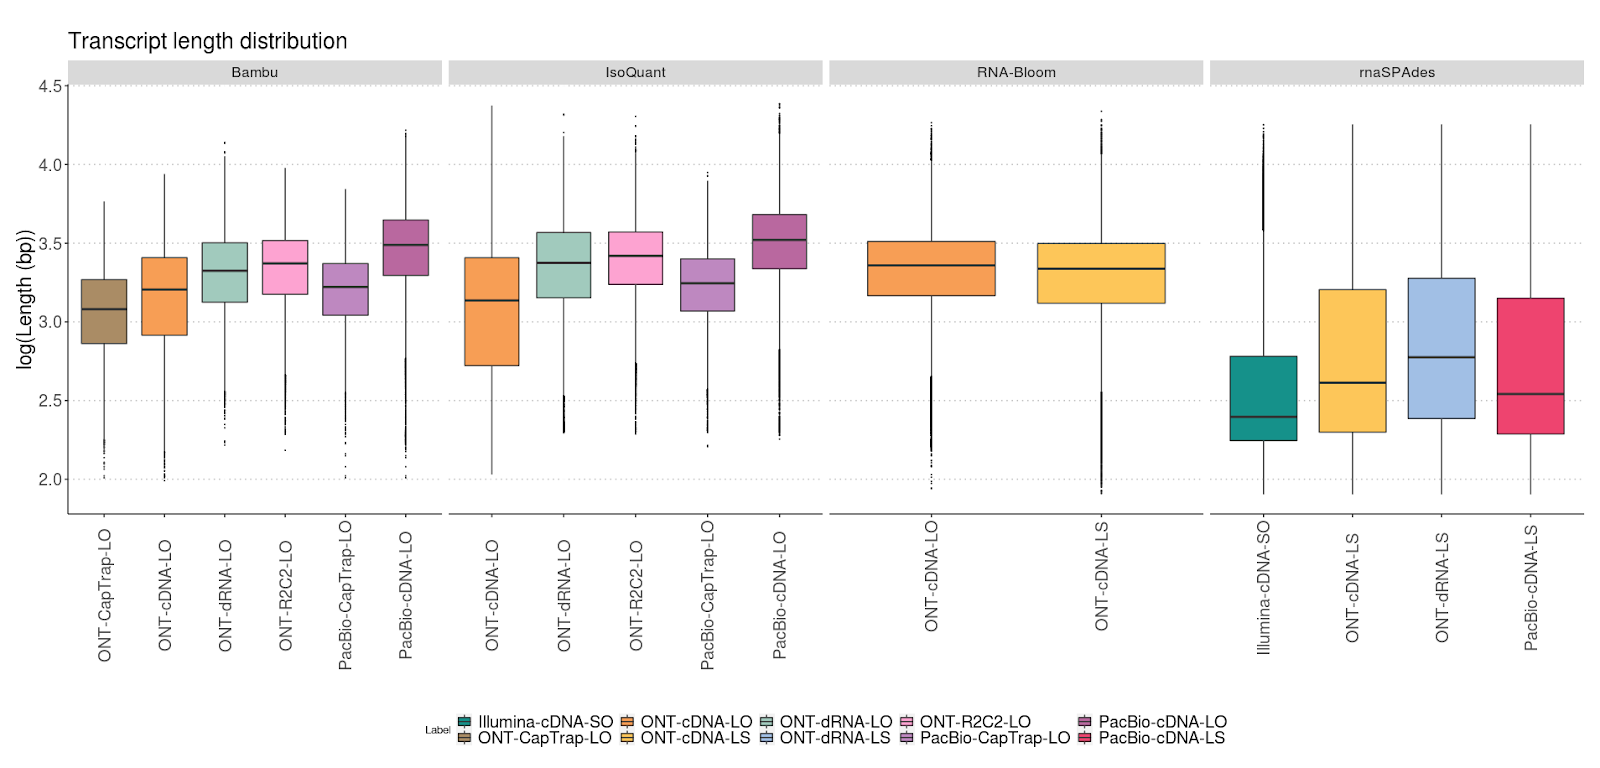 Transcript length distribution
Bambu
IsoQuant
RNA-Bloom
rnaSPAdes
log(Length (bp))
4.5
4.0
3.5
3.0
2.5
2.0
ONT-CapTrap-LO
ONT-cDNA-LO
ONT-dRNA-LO
ONT-R2C2-LO
PacBio-CapTrap-LO
PacBio-cDNA-LO
ONT-cDNA-LO
ONT-dRNA-LO
ONT-R2C2-LO
PacBio-CapTrap-LO
PacBio-cDNA-LO
ONT-cDNA-LO
ONT-cDNA-LS
Illumina-cDNA-SO
ONT-cDNA-LS
ONT-dRNA-LS
PacBio-cDNA-LS
Label
Illumina-cDNA-SO ONT-cDNA-LO ONT-dRNA-LO ONT-R2C2-LO PacBio-cDNA-LO
ONT-CapTrap-LO ONT-cDNA-LS ONT-dRNA-LS PacBio-CapTrap-LO PacBio-cDNA-LS